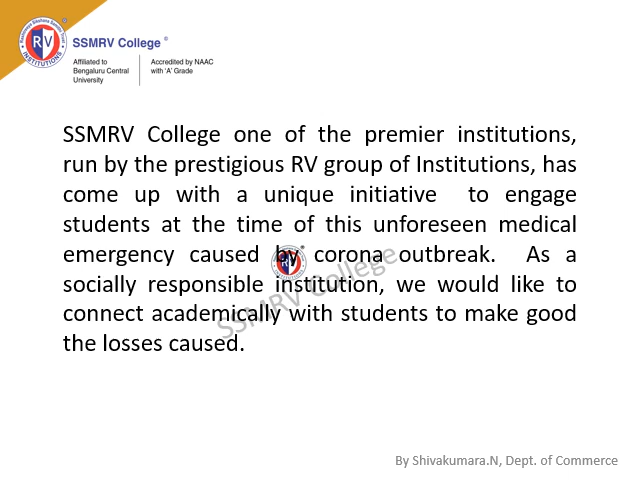 SSMRV College ®
Affiliated to
Bengaluru Central
University
Accredited by NAAC
with 'A' Grade
RV
INSTITUTIONS
SSMRV College one of the premier institutions,
run by the prestigious RV group of Institutions, has
come up with a unique initiative to engage
students at the time of this unforeseen medical
emergency caused by corona outbreak. As a
socially responsible institution, we would like to
connect academically with students to make good
the losses caused.
SSMRV College
By Shivakumara.N, Dept. of Commerce